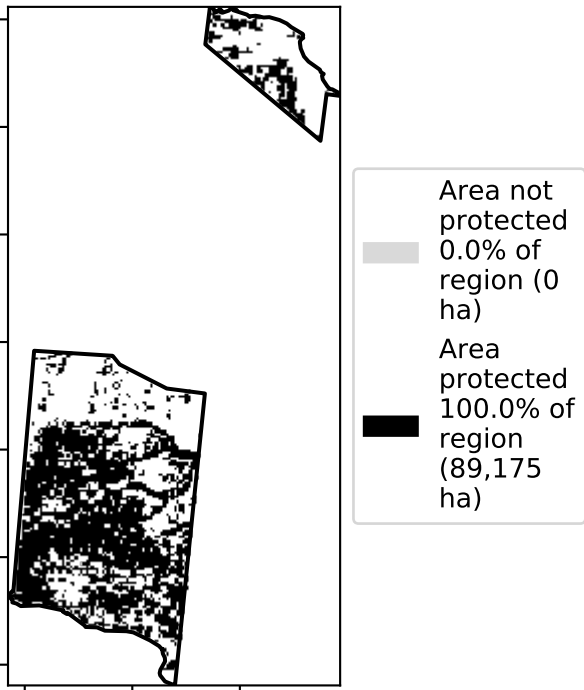 Area not
protected
0.0% of
region (0
ha)
Area
protected
100.0% of
region
(89,175
ha)